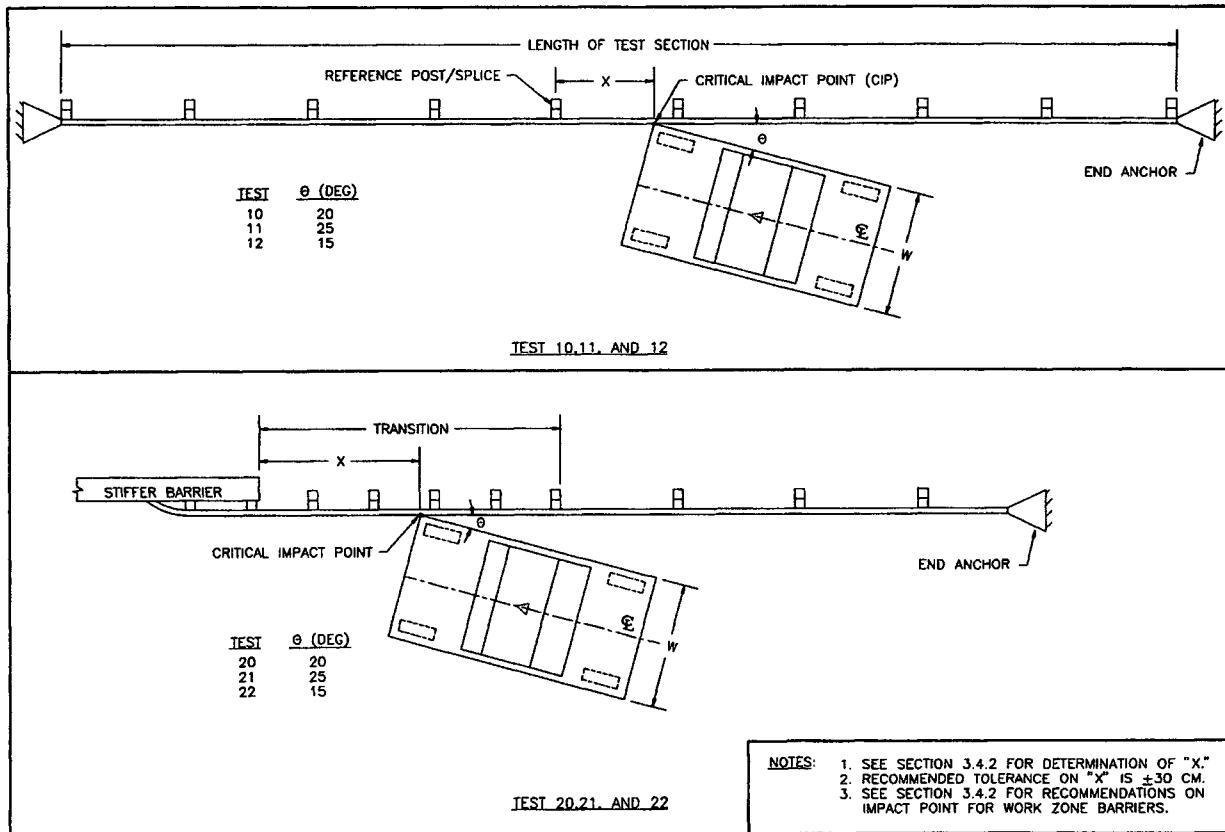 LENGTH OF TEST SECTION
REFERENCE POST/SPLICE
X
CRITICAL IMPACT POINT (CIP)
θ
END ANCHOR
TEST θ (DEG)
10 20
11 25
12 15
℄
W
TEST 10,11, AND 12
TRANSITION
X
STIFFER BARRIER
θ
CRITICAL IMPACT POINT
END ANCHOR
℄
W
TEST θ (DEG)
20 20
21 25
22 15
TEST 20,21, AND 22
NOTES: 1. SEE SECTION 3.4.2 FOR DETERMINATION OF "X."
2. RECOMMENDED TOLERANCE ON "X" IS ±30 CM.
3. SEE SECTION 3.4.2 FOR RECOMMENDATIONS ON
IMPACT POINT FOR WORK ZONE BARRIERS.